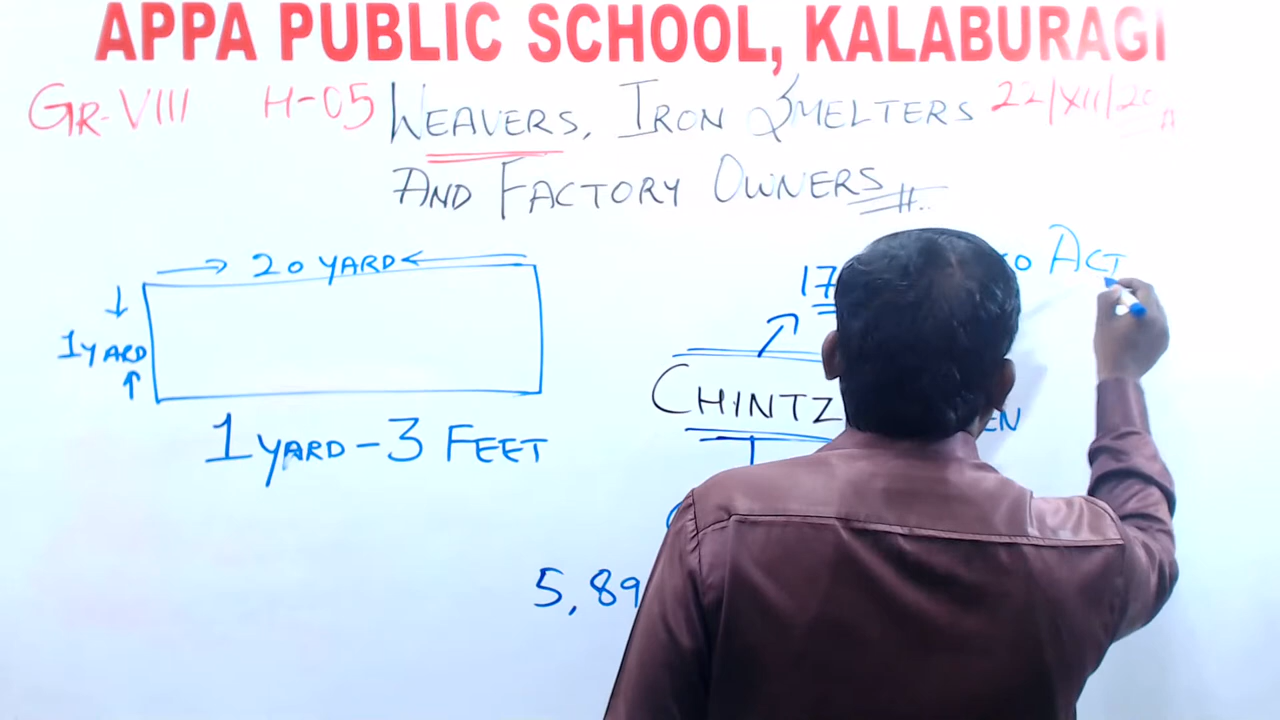 APPA PUBLIC SCHOOL, KALABURAGI
GR-VIII H-05 WEAVERS, IRON SMELTERS 22/XII/20
AND FACTORY OWNERS
→ 20 YARD ←
1 YARD
1 YARD - 3 FEET
17 ACT
CHINTZ
5,89